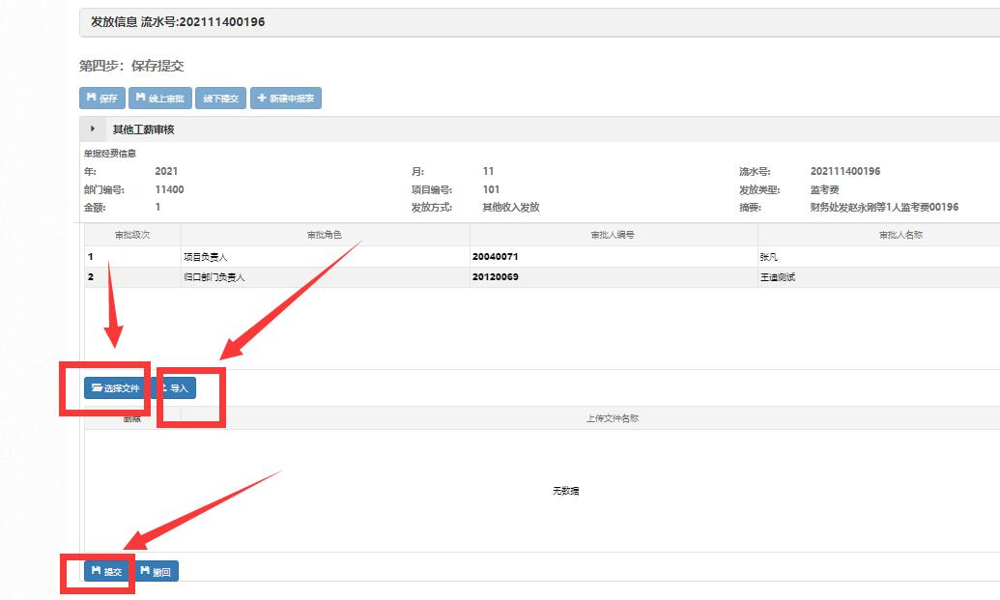 发放信息 流水号:202111400196
第四步: 保存提交
保存 线上审批 线下提交 新建申报表
其他工薪审核
单据经费信息
年: 2021 月: 11 流水号: 202111400196
部门编号: 11400 项目编号: 101 发放类型: 监考费
金额: 1 发放方式: 其他收入发放 摘要: 财务处发赵永刚等1人监考费00196
审批级次 审批角色 审批人编号 审批人名称
1 项目负责人 20040071 张凡
2 归口部门负责人 20120069 王迪测试
选择文件 导入
删除 上传文件名称
无数据
提交 撤回